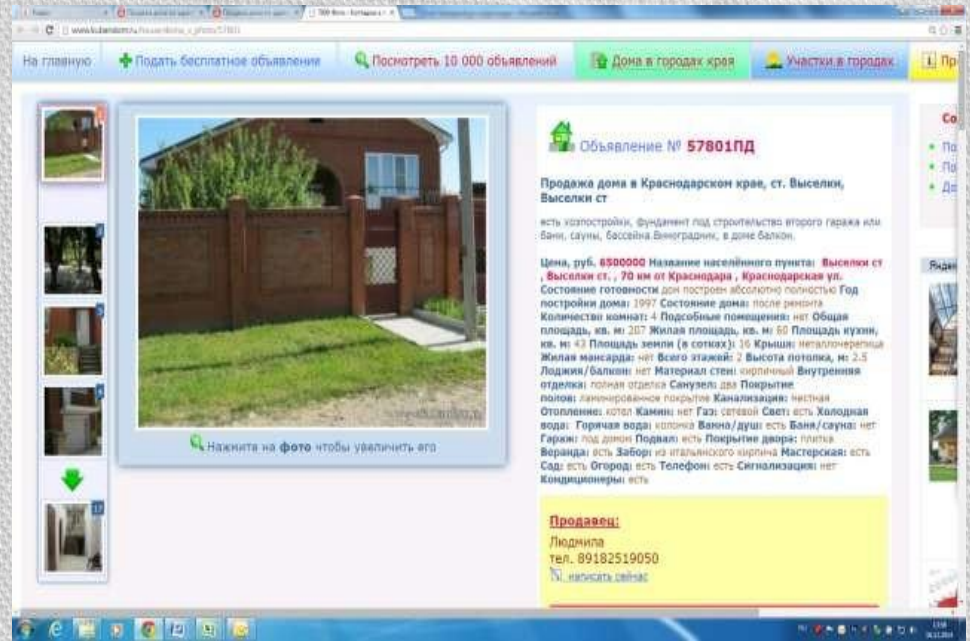 На главную
Подать бесплатное объявление
Посмотреть 10 000 объявлений
Дома в городах края
Участки в городах
Объявление № 57801ПД
Продажа дома в Краснодарском крае, ст. Выселки,
Выселки ст
есть хозпостройки, фундамент под строительство второго гаража или
бани, сауны, бассейна.Виноградник, в доме балкон.
Цена, руб. 6500000 Название населённого пункта: Выселки ст
, Выселки ст. , 70 км от Краснодара , Краснодарская ул.
Состояние готовности дом построен абсолютно полностью Год
постройки дома: 1997 Состояние дома: после ремонта
Количество комнат: 4 Подсобные помещения: нет Общая
площадь, кв. м: 207 Жилая площадь, кв. м: 60 Площадь кухни,
кв. м: 43 Площадь земли (в сотках): 16 Крыша: металлочерепица
Жилая мансарда: нет Всего этажей: 2 Высота потолка, м: 2.5
Лоджия/балкон: нет Материал стен: кирпичный Внутренняя
отделка: полная отделка Санузел: два Покрытие
полов: ламинированное покрытие Канализация: местная
Отопление: котел Камин: нет Газ: сетевой Свет: есть Холодная
вода: Горячая вода: колонка Ванна/душ: есть Баня/сауна: нет
Гараж: под домом Подвал: есть Покрытие двора: плитка
Веранда: есть Забор: из итальянского кирпича Мастерская: есть
Сад: есть Огород: есть Телефон: есть Сигнализация: нет
Кондиционеры: есть
Нажмите на фото чтобы увеличить его
Продавец:
Людмила
тел. 89182519050
написать сейчас